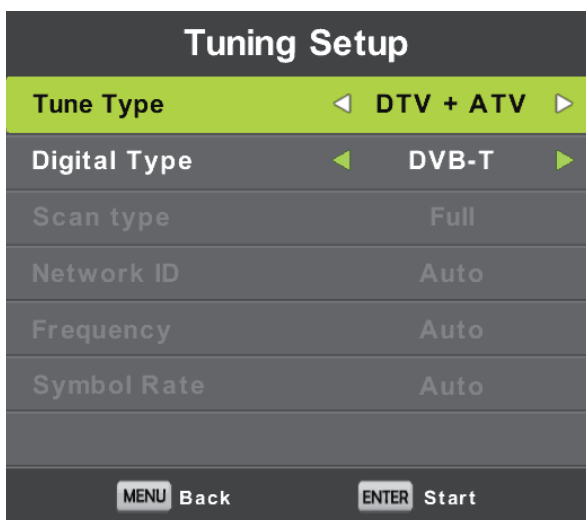 Tuning Setup
Tune Type DTV + ATV
Digital Type DVB-T
Scan type Full
Network ID Auto
Frequency Auto
Symbol Rate Auto
MENU Back ENTER Start